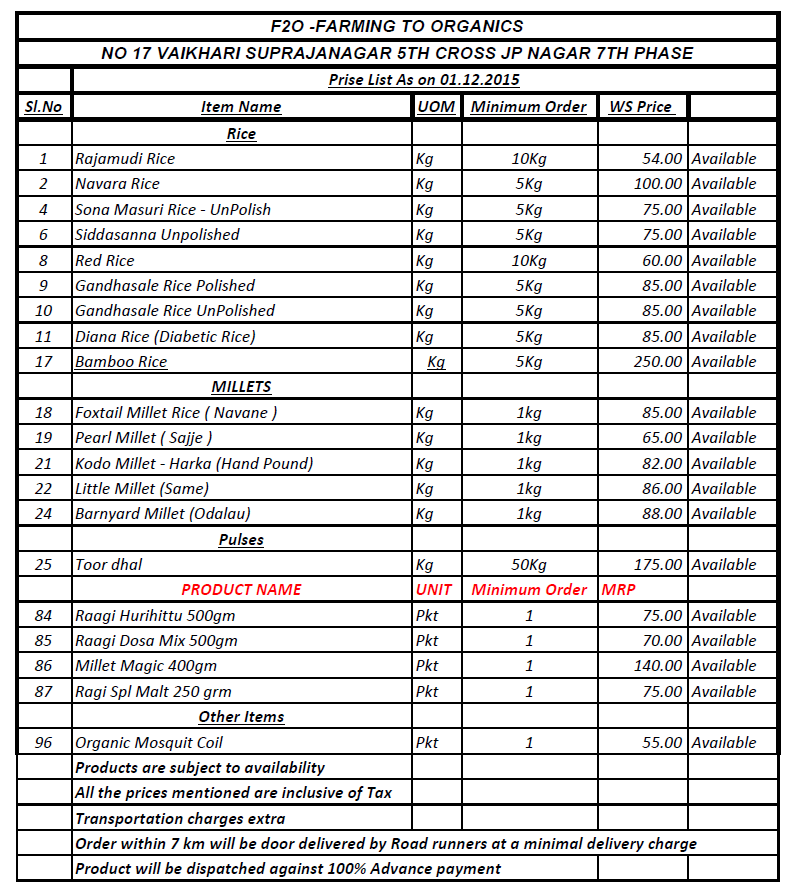 F2O -FARMING TO ORGANICS
NO 17 VAIKHARI SUPRAJANAGAR 5TH CROSS JP NAGAR 7TH PHASE
Prise List As on 01.12.2015
Sl.No Item Name UOM Minimum Order WS Price
Rice
1 Rajamudi Rice Kg 10Kg 54.00 Available
2 Navara Rice Kg 5Kg 100.00 Available
4 Sona Masuri Rice - UnPolish Kg 5Kg 75.00 Available
6 Siddasanna Unpolished Kg 5Kg 75.00 Available
8 Red Rice Kg 10Kg 60.00 Available
9 Gandhasale Rice Polished Kg 5Kg 85.00 Available
10 Gandhasale Rice UnPolished Kg 5Kg 85.00 Available
11 Diana Rice (Diabetic Rice) Kg 5Kg 85.00 Available
17 Bamboo Rice Kg 5Kg 250.00 Available
MILLETS
18 Foxtail Millet Rice ( Navane ) Kg 1kg 85.00 Available
19 Pearl Millet ( Sajje ) Kg 1kg 65.00 Available
21 Kodo Millet - Harka (Hand Pound) Kg 1kg 82.00 Available
22 Little Millet (Same) Kg 1kg 86.00 Available
24 Barnyard Millet (Odalau) Kg 1kg 88.00 Available
Pulses
25 Toor dhal Kg 50Kg 175.00 Available
PRODUCT NAME UNIT Minimum Order MRP
84 Raagi Hurihittu 500gm Pkt 1 75.00 Available
85 Raagi Dosa Mix 500gm Pkt 1 70.00 Available
86 Millet Magic 400gm Pkt 1 140.00 Available
87 Ragi Spl Malt 250 grm Pkt 1 75.00 Available
Other Items
96 Organic Mosquit Coil Pkt 1 55.00 Available
Products are subject to availability
All the prices mentioned are inclusive of Tax
Transportation charges extra
Order within 7 km will be door delivered by Road runners at a minimal delivery charge
Product will be dispatched against 100% Advance payment